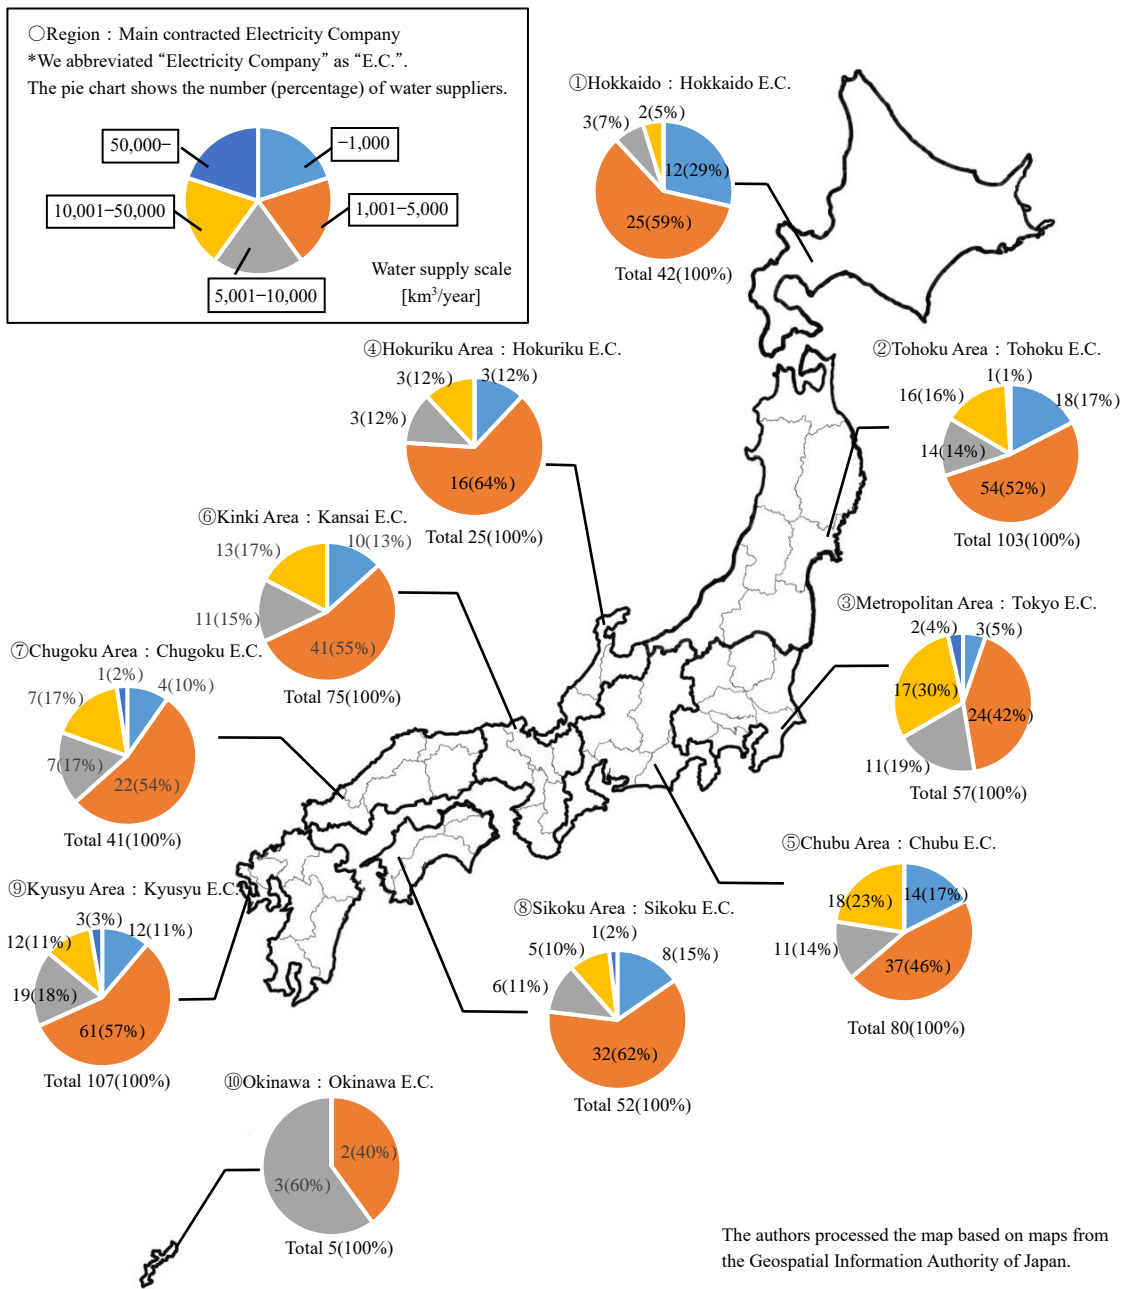 ○Region：Main contracted Electricity Company
*We abbreviated “Electricity Company” as “E.C.”.
The pie chart shows the number (percentage) of water suppliers.
50,000−
−1,000
10,001−50,000
1,001−5,000
5,001−10,000
Water supply scale
[km³/year]
①Hokkaido：Hokkaido E.C.
2(5%)
3(7%)
12(29%)
25(59%)
Total 42(100%)
②Tohoku Area：Tohoku E.C.
1(1%)
16(16%)
18(17%)
14(14%)
54(52%)
Total 103(100%)
④Hokuriku Area：Hokuriku E.C.
3(12%)
3(12%)
3(12%)
16(64%)
Total 25(100%)
⑥Kinki Area：Kansai E.C.
13(17%)
10(13%)
11(15%)
41(55%)
Total 75(100%)
③Metropolitan Area：Tokyo E.C.
2(4%)
3(5%)
17(30%)
24(42%)
11(19%)
Total 57(100%)
⑦Chugoku Area：Chugoku E.C.
1(2%)
7(17%)
4(10%)
7(17%)
22(54%)
Total 41(100%)
⑤Chubu Area：Chubu E.C.
18(23%)
14(17%)
11(14%)
37(46%)
Total 80(100%)
⑨Kyusyu Area：Kyusyu E.C.
3(3%)
12(11%)
12(11%)
19(18%)
61(57%)
Total 107(100%)
⑧Sikoku Area：Sikoku E.C.
1(2%)
5(10%)
8(15%)
6(11%)
32(62%)
Total 52(100%)
⑩Okinawa：Okinawa E.C.
2(40%)
3(60%)
Total 5(100%)
The authors processed the map based on maps from
the Geospatial Information Authority of Japan.